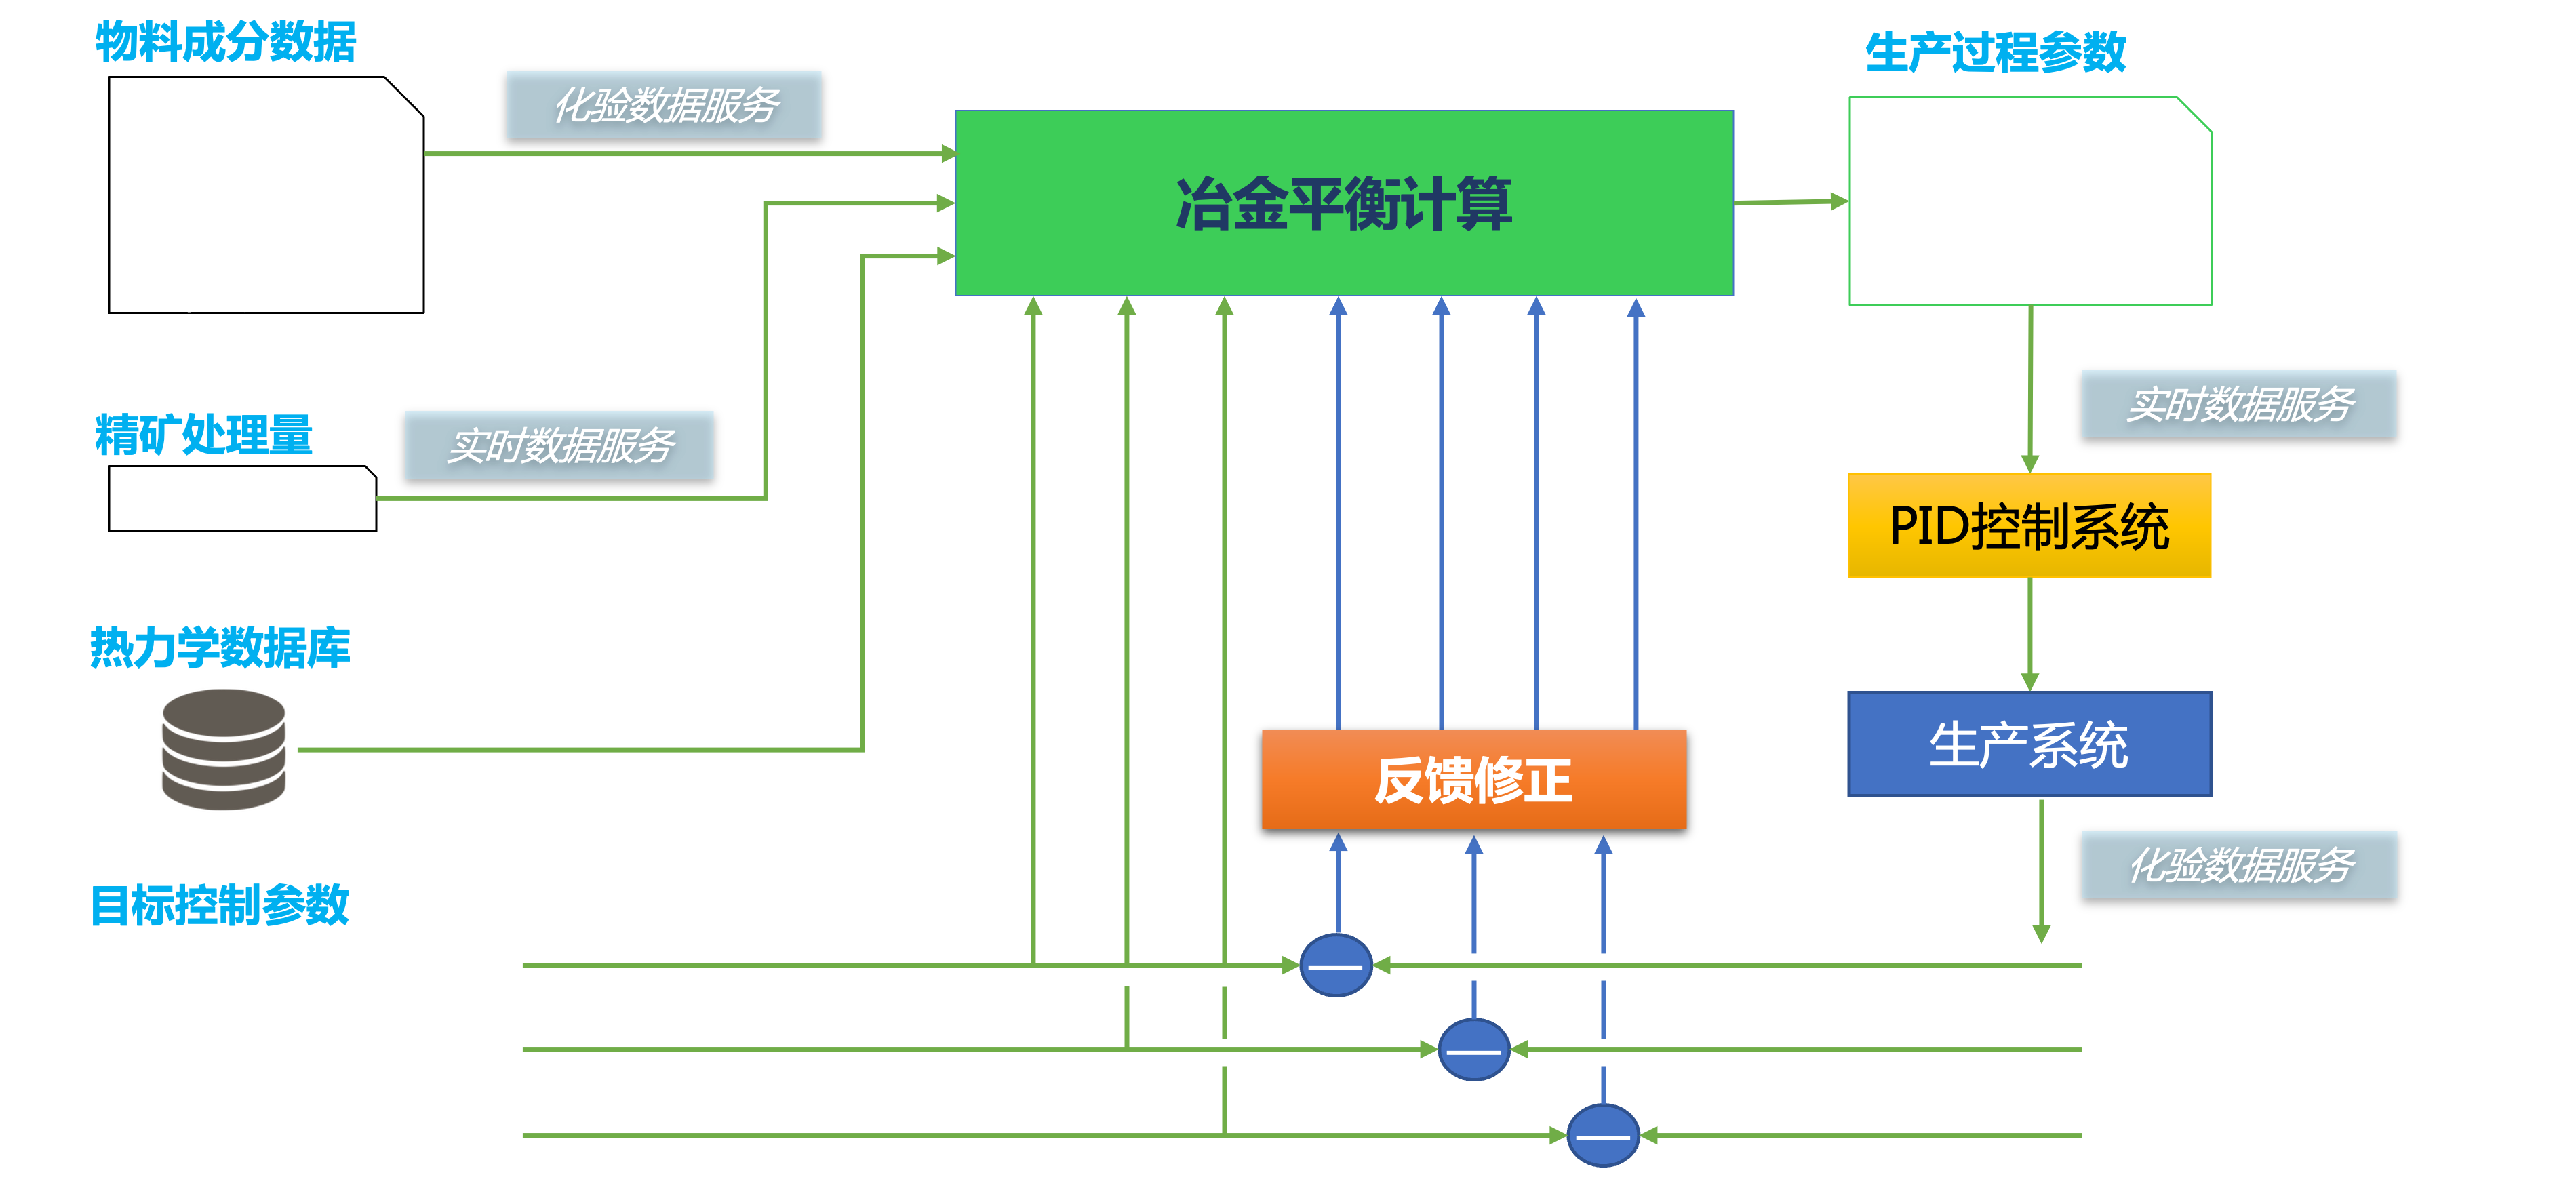 物料成分数据
化验数据服务
生产过程参数
冶金平衡计算
精矿处理量
实时数据服务
实时数据服务
PID控制系统
热力学数据库
生产系统
反馈修正
化验数据服务
目标控制参数